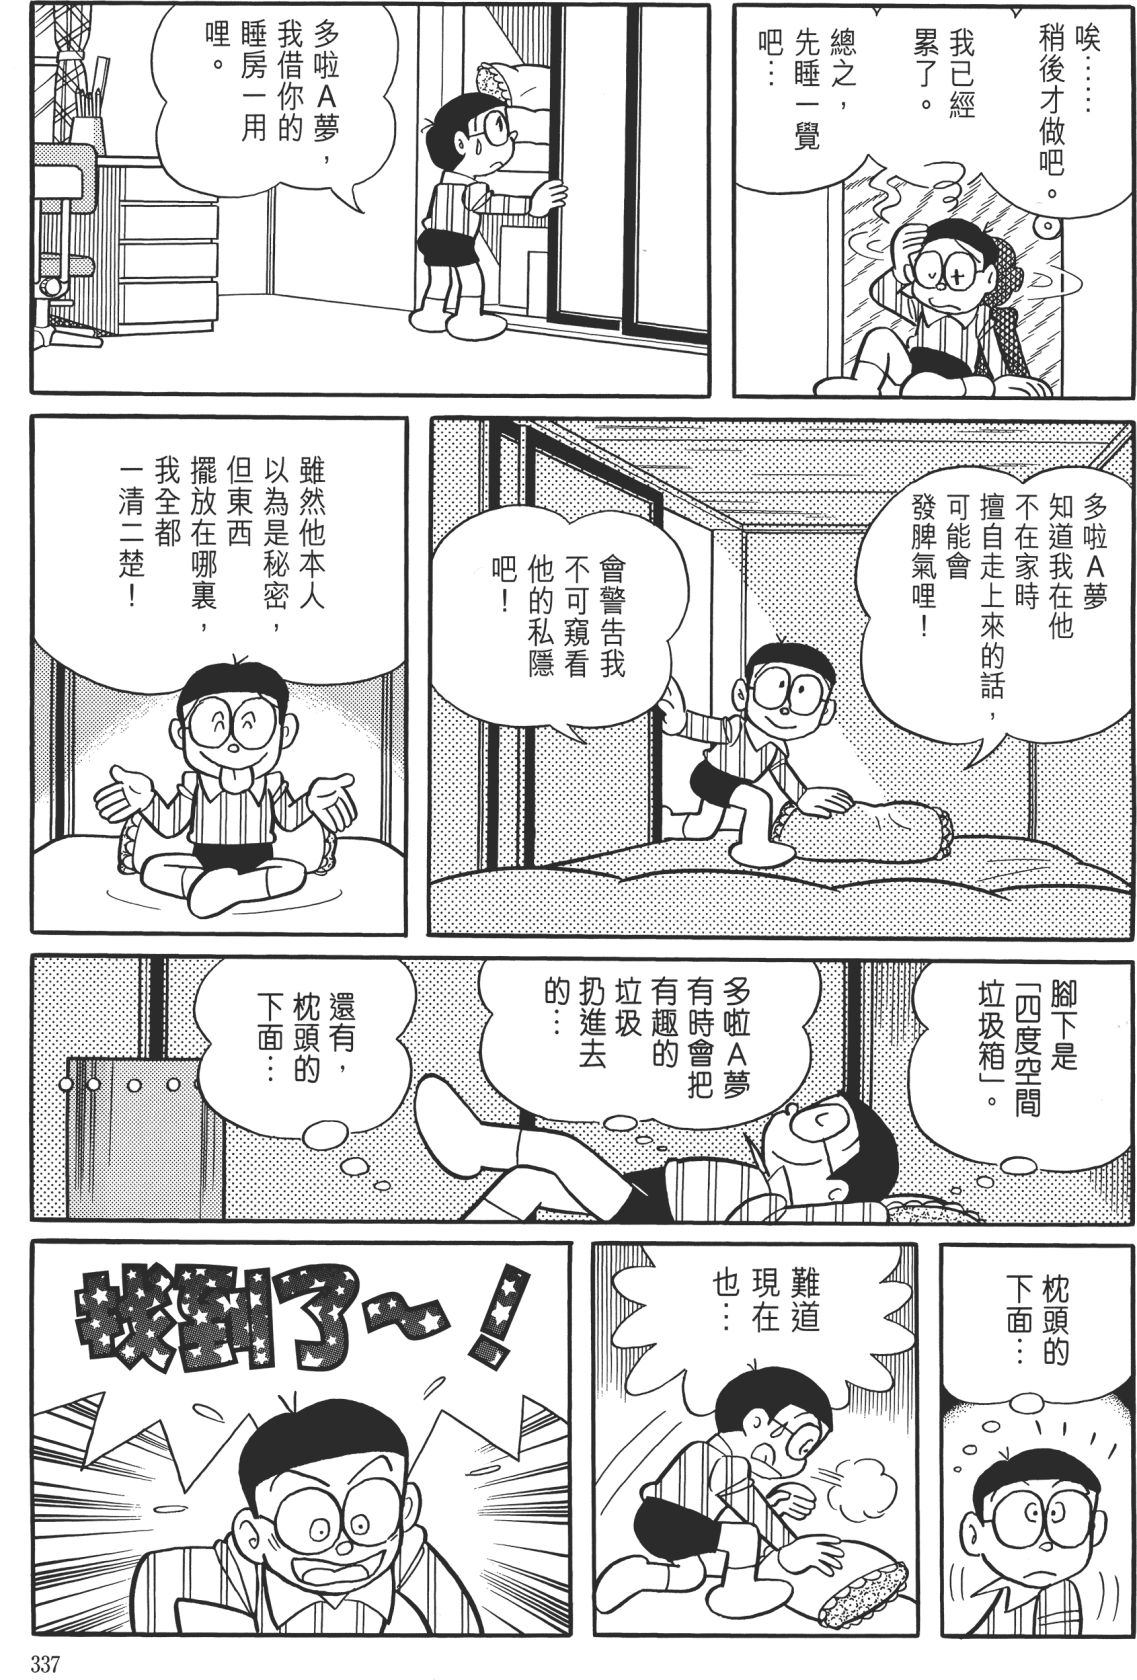 唉……
稍後才做吧。
我已經
累了。
總之，
先睡一覺
吧…
多啦Ａ夢，
我借你的
睡房一用
哩。
多啦Ａ夢
知道我在他
不在家時
擅自走上來的話，
可能會
發脾氣哩！
會警告我
不可窺看
他的私隱
吧！
雖然他本人
以為是秘密，
但東西
擺放在哪裏，
我全都
一清二楚！
腳下是
「四度空間
垃圾箱」。
多啦Ａ夢
有時會把
有趣的
垃圾
扔進去
的…
還有，
枕頭的
下面…
枕頭的
下面…
難道
現在
也…
找到了～！
337